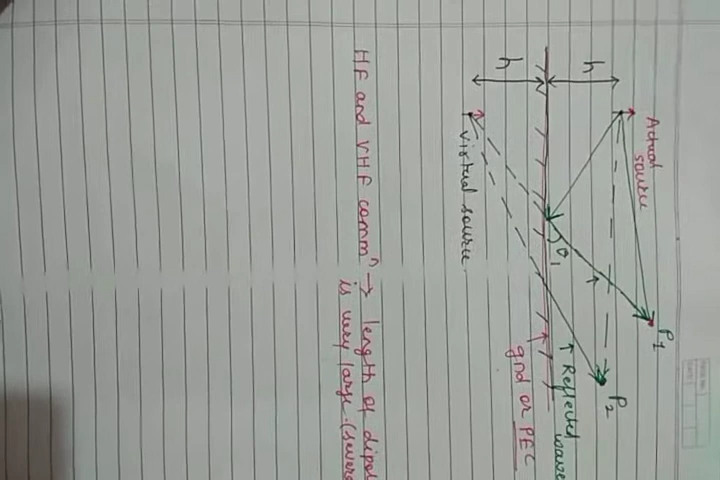 Actual
source
h
h
P1
P2
θ1
Reflected
wave
gnd or PEC
virtual source.
HF and VHF commⁿ → length of
is very large.